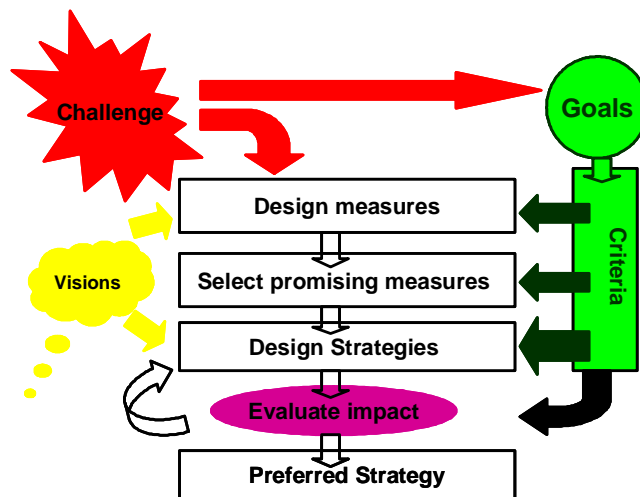 Challenge
Goals
Design measures
Criteria
Visions
Select promising measures
Design Strategies
Evaluate impact
Preferred Strategy